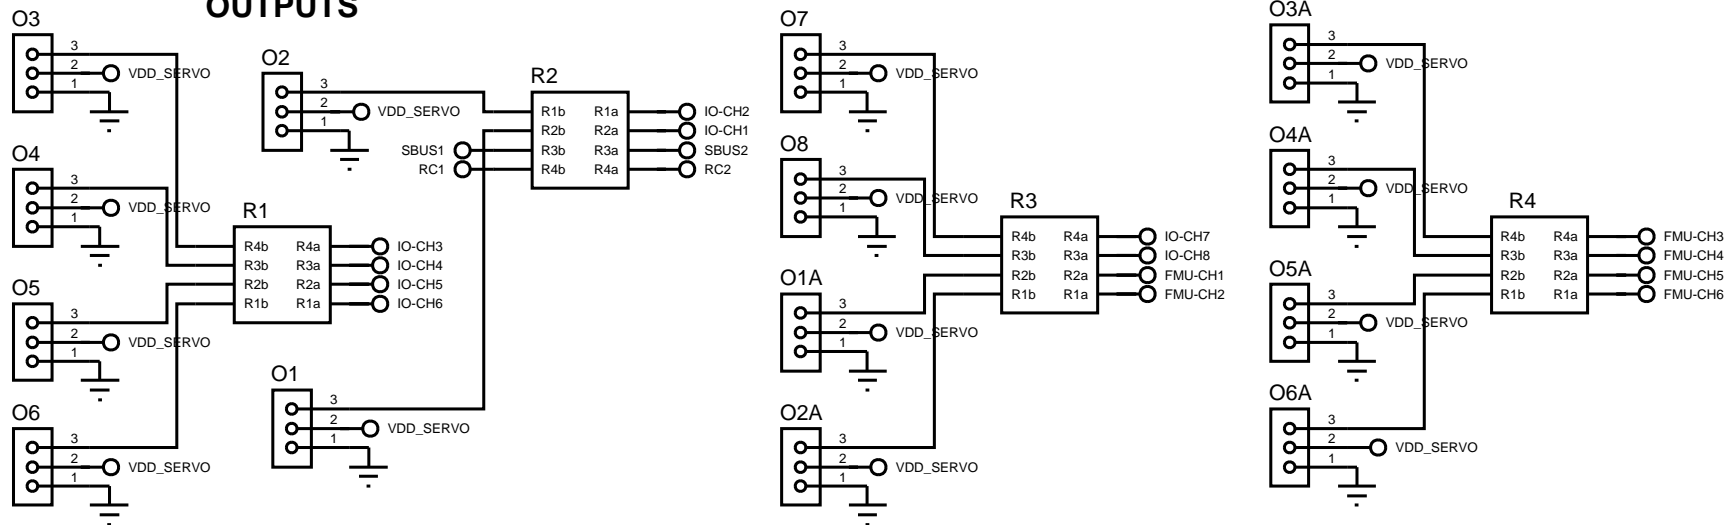 OUTPUTS
O3
3
2
1
VDD_SERVO
O4
3
2
1
VDD_SERVO
O5
3
2
1
VDD_SERVO
O6
3
2
1
VDD_SERVO
R1
R4b R4a IO-CH3
R3b R3a IO-CH4
R2b R2a IO-CH5
R1b R1a IO-CH6
O2
3
2
1
VDD_SERVO
O1
3
2
1
VDD_SERVO
R2
R1b R1a IO-CH2
R2b R2a IO-CH1
SBUS1 R3b R3a SBUS2
RC1 R4b R4a RC2
O7
3
2
1
VDD_SERVO
O8
3
2
1
VDD_SERVO
O1A
3
2
1
VDD_SERVO
O2A
3
2
1
VDD_SERVO
R3
R4b R4a IO-CH7
R3b R3a IO-CH8
R2b R2a FMU-CH1
R1b R1a FMU-CH2
O3A
3
2
1
VDD_SERVO
O4A
3
2
1
VDD_SERVO
O5A
3
2
1
VDD_SERVO
O6A
3
2
1
VDD_SERVO
R4
R4b R4a FMU-CH3
R3b R3a FMU-CH4
R2b R2a FMU-CH5
R1b R1a FMU-CH6